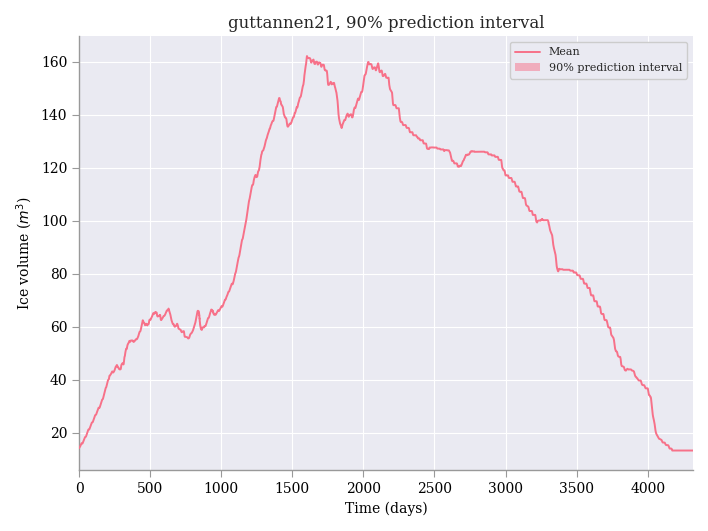 guttannen21, 90% prediction interval
Mean
90% prediction interval
Ice volume (m³)
160
140
120
100
80
60
40
20
0 500 1000 1500 2000 2500 3000 3500 4000
Time (days)